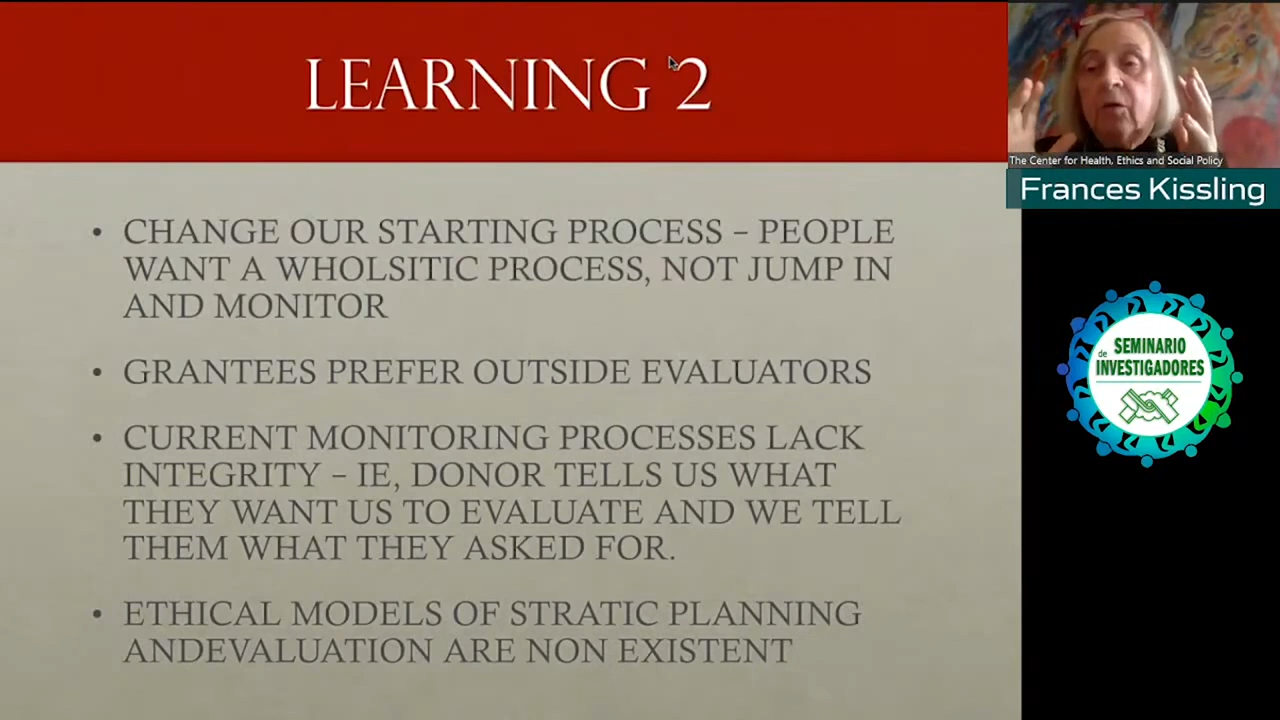 LEARNING 2
• CHANGE OUR STARTING PROCESS – PEOPLE
WANT A WHOLSITIC PROCESS, NOT JUMP IN
AND MONITOR
• GRANTEES PREFER OUTSIDE EVALUATORS
• CURRENT MONITORING PROCESSES LACK
INTEGRITY – IE, DONOR TELLS US WHAT
THEY WANT US TO EVALUATE AND WE TELL
THEM WHAT THEY ASKED FOR.
• ETHICAL MODELS OF STRATIC PLANNING
ANDEVALUATION ARE NON EXISTENT
The Center for Health, Ethics and Social Policy
Frances Kissling
SEMINARIO
de INVESTIGADORES